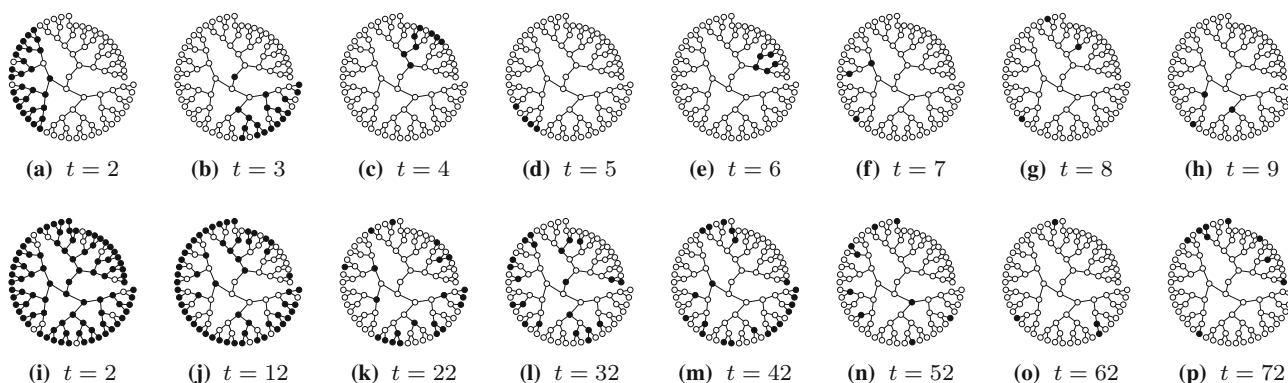 (a) t = 2 (b) t = 3 (c) t = 4 (d) t = 5 (e) t = 6 (f) t = 7 (g) t = 8 (h) t = 9
(i) t = 2 (j) t = 12 (k) t = 22 (l) t = 32 (m) t = 42 (n) t = 52 (o) t = 62 (p) t = 72